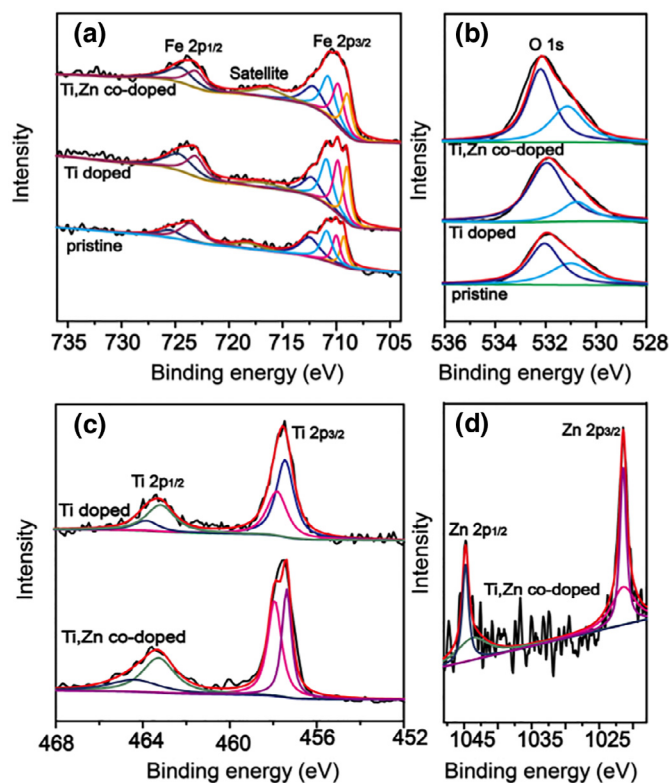 (a)
Fe 2p1/2
Fe 2p3/2
Satellite
Ti,Zn co-doped
Ti doped
pristine
Intensity
735 730 725 720 715 710 705
Binding energy (eV)
(b)
O 1s
Ti,Zn co-doped
Ti doped
pristine
Intensity
536 534 532 530 528
Binding energy (eV)
(c)
Ti 2p3/2
Ti 2p1/2
Ti doped
Ti,Zn co-doped
Intensity
468 464 460 456 452
Binding energy (eV)
(d)
Zn 2p3/2
Zn 2p1/2
Ti,Zn co-doped
Intensity
1045 1035 1025
Binding energy (eV)